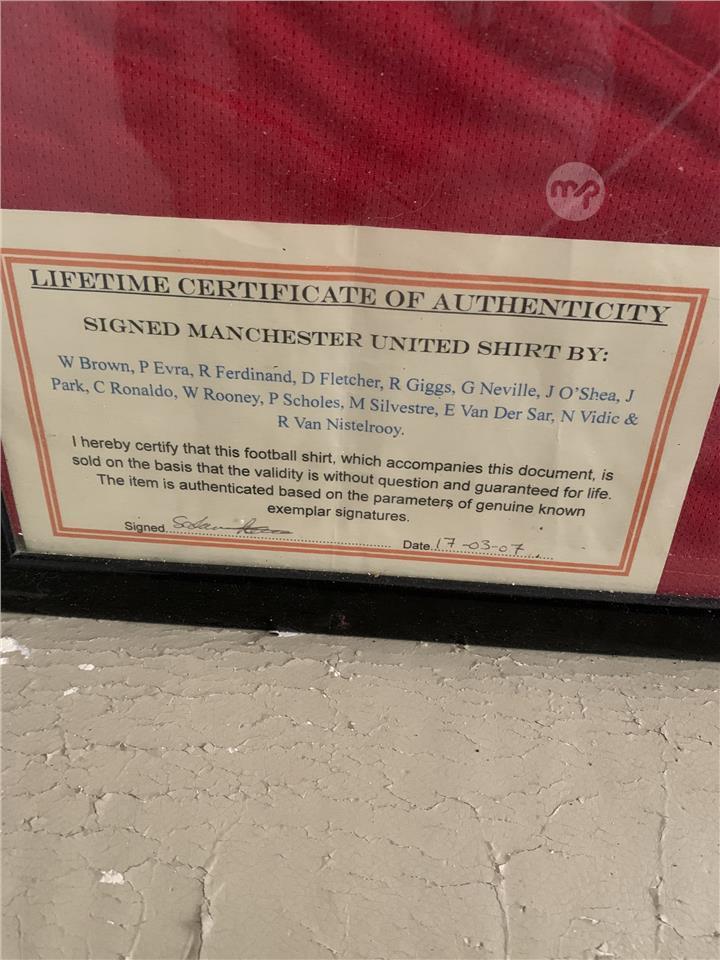 mp
LIFETIME CERTIFICATE OF AUTHENTICITY
SIGNED MANCHESTER UNITED SHIRT BY:
W Brown, P Evra, R Ferdinand, D Fletcher, R Giggs, G Neville, J O'Shea, J
Park, C Ronaldo, W Rooney, P Scholes, M Silvestre, E Van Der Sar, N Vidic &
R Van Nistelrooy.
I hereby certify that this football shirt, which accompanies this document, is
sold on the basis that the validity is without question and guaranteed for life.
The item is authenticated based on the parameters of genuine known
exemplar signatures.
Signed
Date 17-03-07